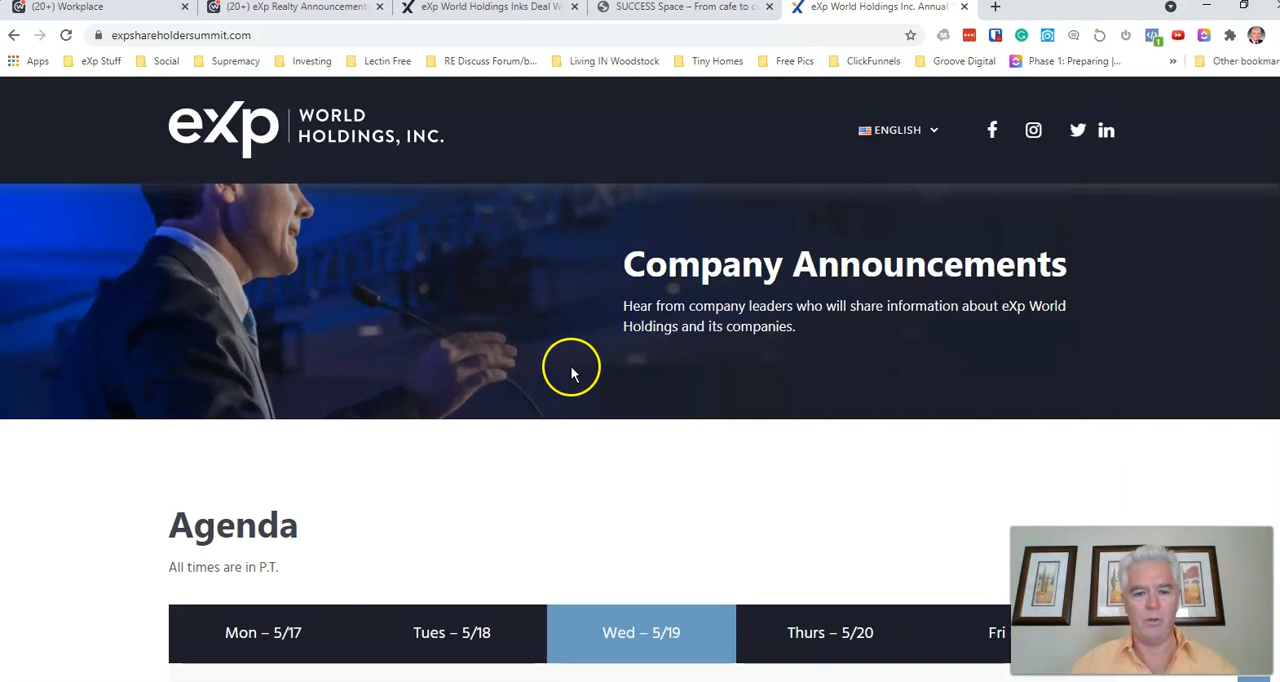 (20+) Workplace
(20+) eXp Realty Announcements
eXp World Holdings Inks Deal W
SUCCESS Space – From cafe to c
eXp World Holdings Inc. Annual
expshareholdersummit.com
Apps
eXp Stuff
Social
Supremacy
Investing
Lectin Free
RE Discuss Forum/b...
Living IN Woodstock
Tiny Homes
Free Pics
ClickFunnels
Groove Digital
Phase 1: Preparing |...
»
Other bookmar
eXp WORLD
HOLDINGS, INC.
ENGLISH
Company Announcements
Hear from company leaders who will share information about eXp World
Holdings and its companies.
Agenda
All times are in P.T.
Mon – 5/17
Tues – 5/18
Wed – 5/19
Thurs – 5/20
Fri